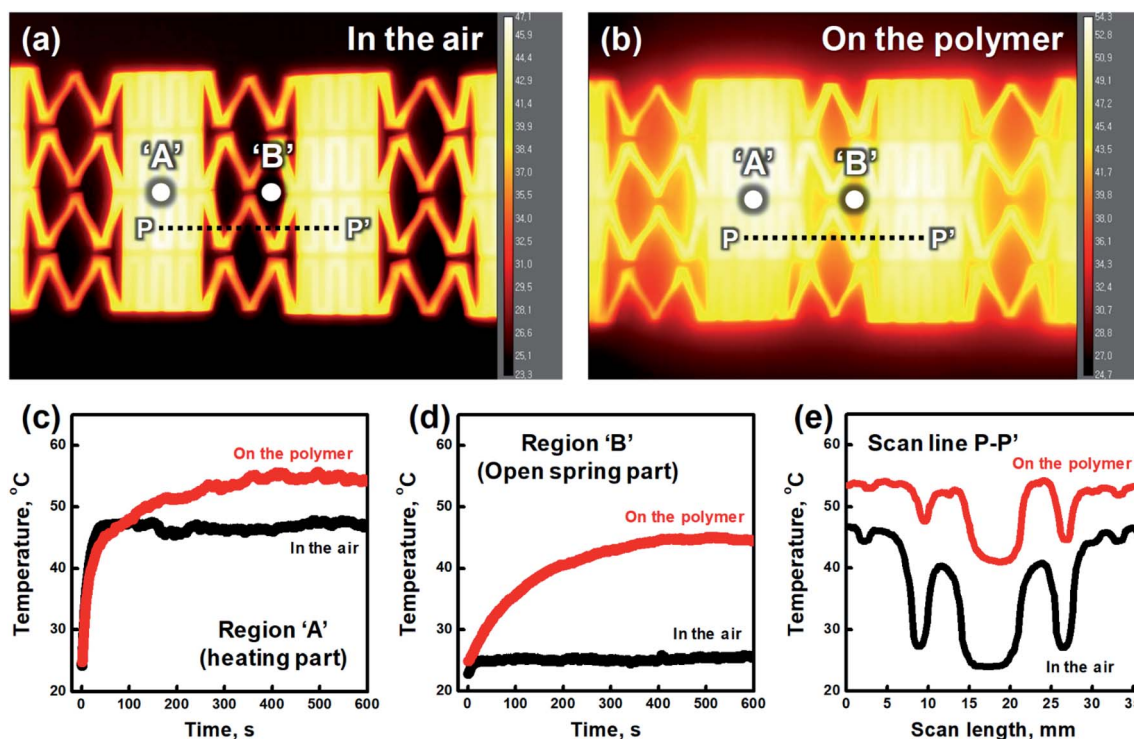 (a)
In the air
47,1
45,9
44,2
42,9
41,4
39,9
38,6
37,0
35,5
34,0
32,5
31,0
29,5
28,1
26,6
25,1
23,3
'A'
'B'
P
P'
(b)
On the polymer
54,3
52,8
50,9
49,1
47,3
45,3
43,6
41,8
39,9
38,0
36,1
34,3
32,4
30,6
28,8
27,0
24,7
'A'
'B'
P
P'
(c)
60
50
40
30
20
Temperature, °C
On the polymer
In the air
Region 'A'
(heating part)
0 100 200 300 400 500 600
Time, s
(d)
60
50
40
30
20
Temperature, °C
Region 'B'
(Open spring part)
On the polymer
In the air
0 100 200 300 400 500 600
Time, s
(e)
60
50
40
30
20
Temperature, °C
Scan line P-P'
On the polymer
In the air
0 5 10 15 20 25 30 35
Scan length, mm